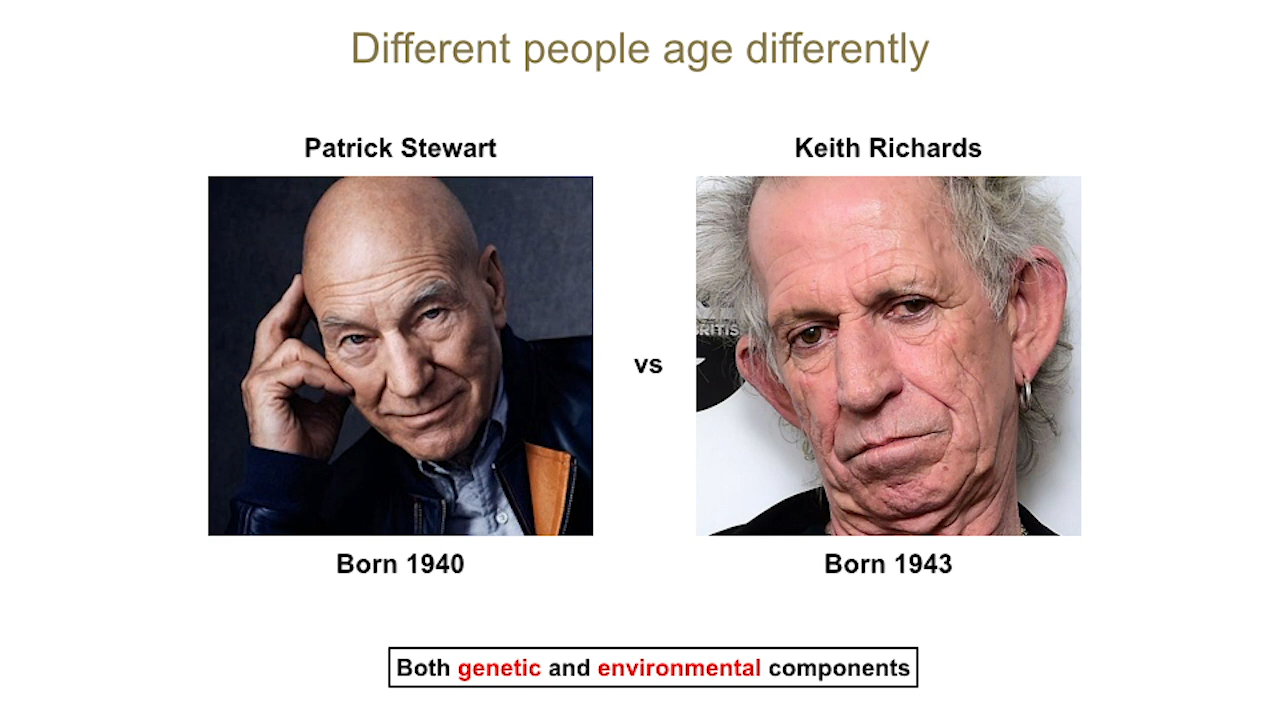 Different people age differently
Patrick Stewart
Keith Richards
vs
Born 1940
Born 1943
Both genetic and environmental components